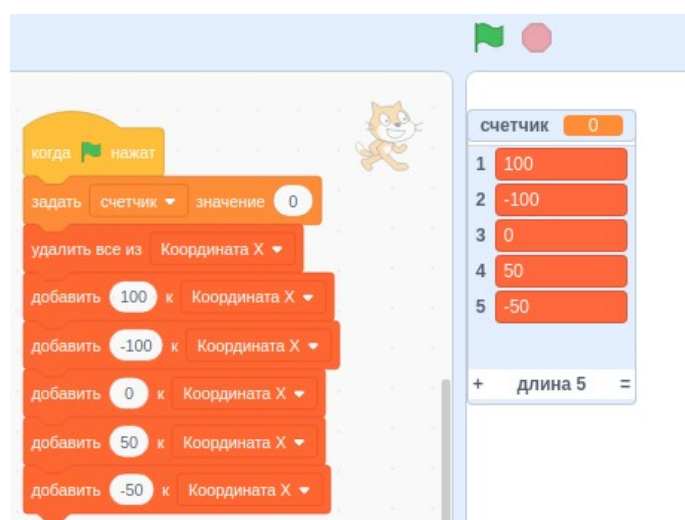 когда нажат
задать счетчик значение 0
удалить все из Координата X
добавить 100 к Координата X
добавить -100 к Координата X
добавить 0 к Координата X
добавить 50 к Координата X
добавить -50 к Координата X
счетчик 0
1 100
2 -100
3 0
4 50
5 -50
+ длина 5 =